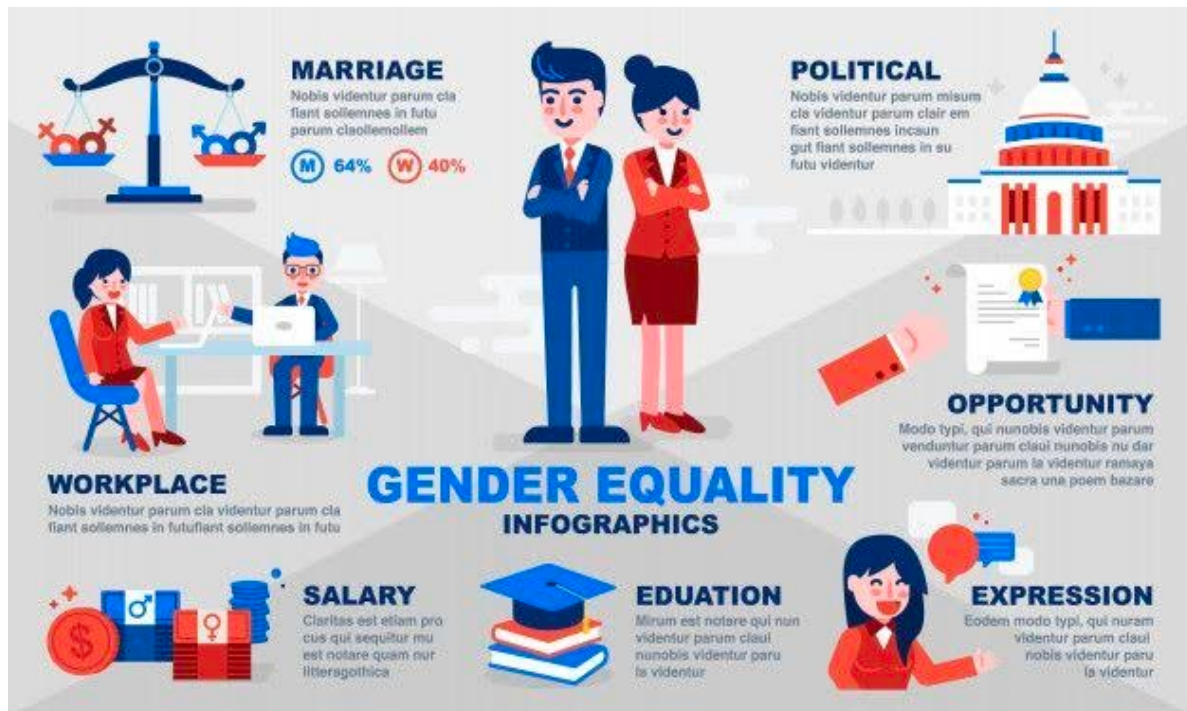 MARRIAGE
Nobis videntur parum cla
fiant sollemnes in futu
parum claollemollem
M 64% W 40%
POLITICAL
Nobis videntur parum misum
cla videntur parum clair em
fiant sollemnes incaun
gut fiant sollemnes in su
futu videntur
OPPORTUNITY
Modo typi, qui nunobis videntur parum
venduntur parum claui nunobis nu dar
videntur parum la videntur ramaya
sacra una poem bazare
WORKPLACE
Nobis videntur parum cla videntur parum cla
fiant sollemnes in futufiant sollemnes in futu
GENDER EQUALITY
INFOGRAPHICS
$
SALARY
Claritas est etiam pro
cus qui sequitur mu
est notare quam nur
litteragothica
EDUATION
Mirum est notare qui nun
videntur parum claui
nunobis videntur paru
la videntur
EXPRESSION
Eodem modo typi, qui nuram
videntur parum claui
nobis videntur paru
la videntur